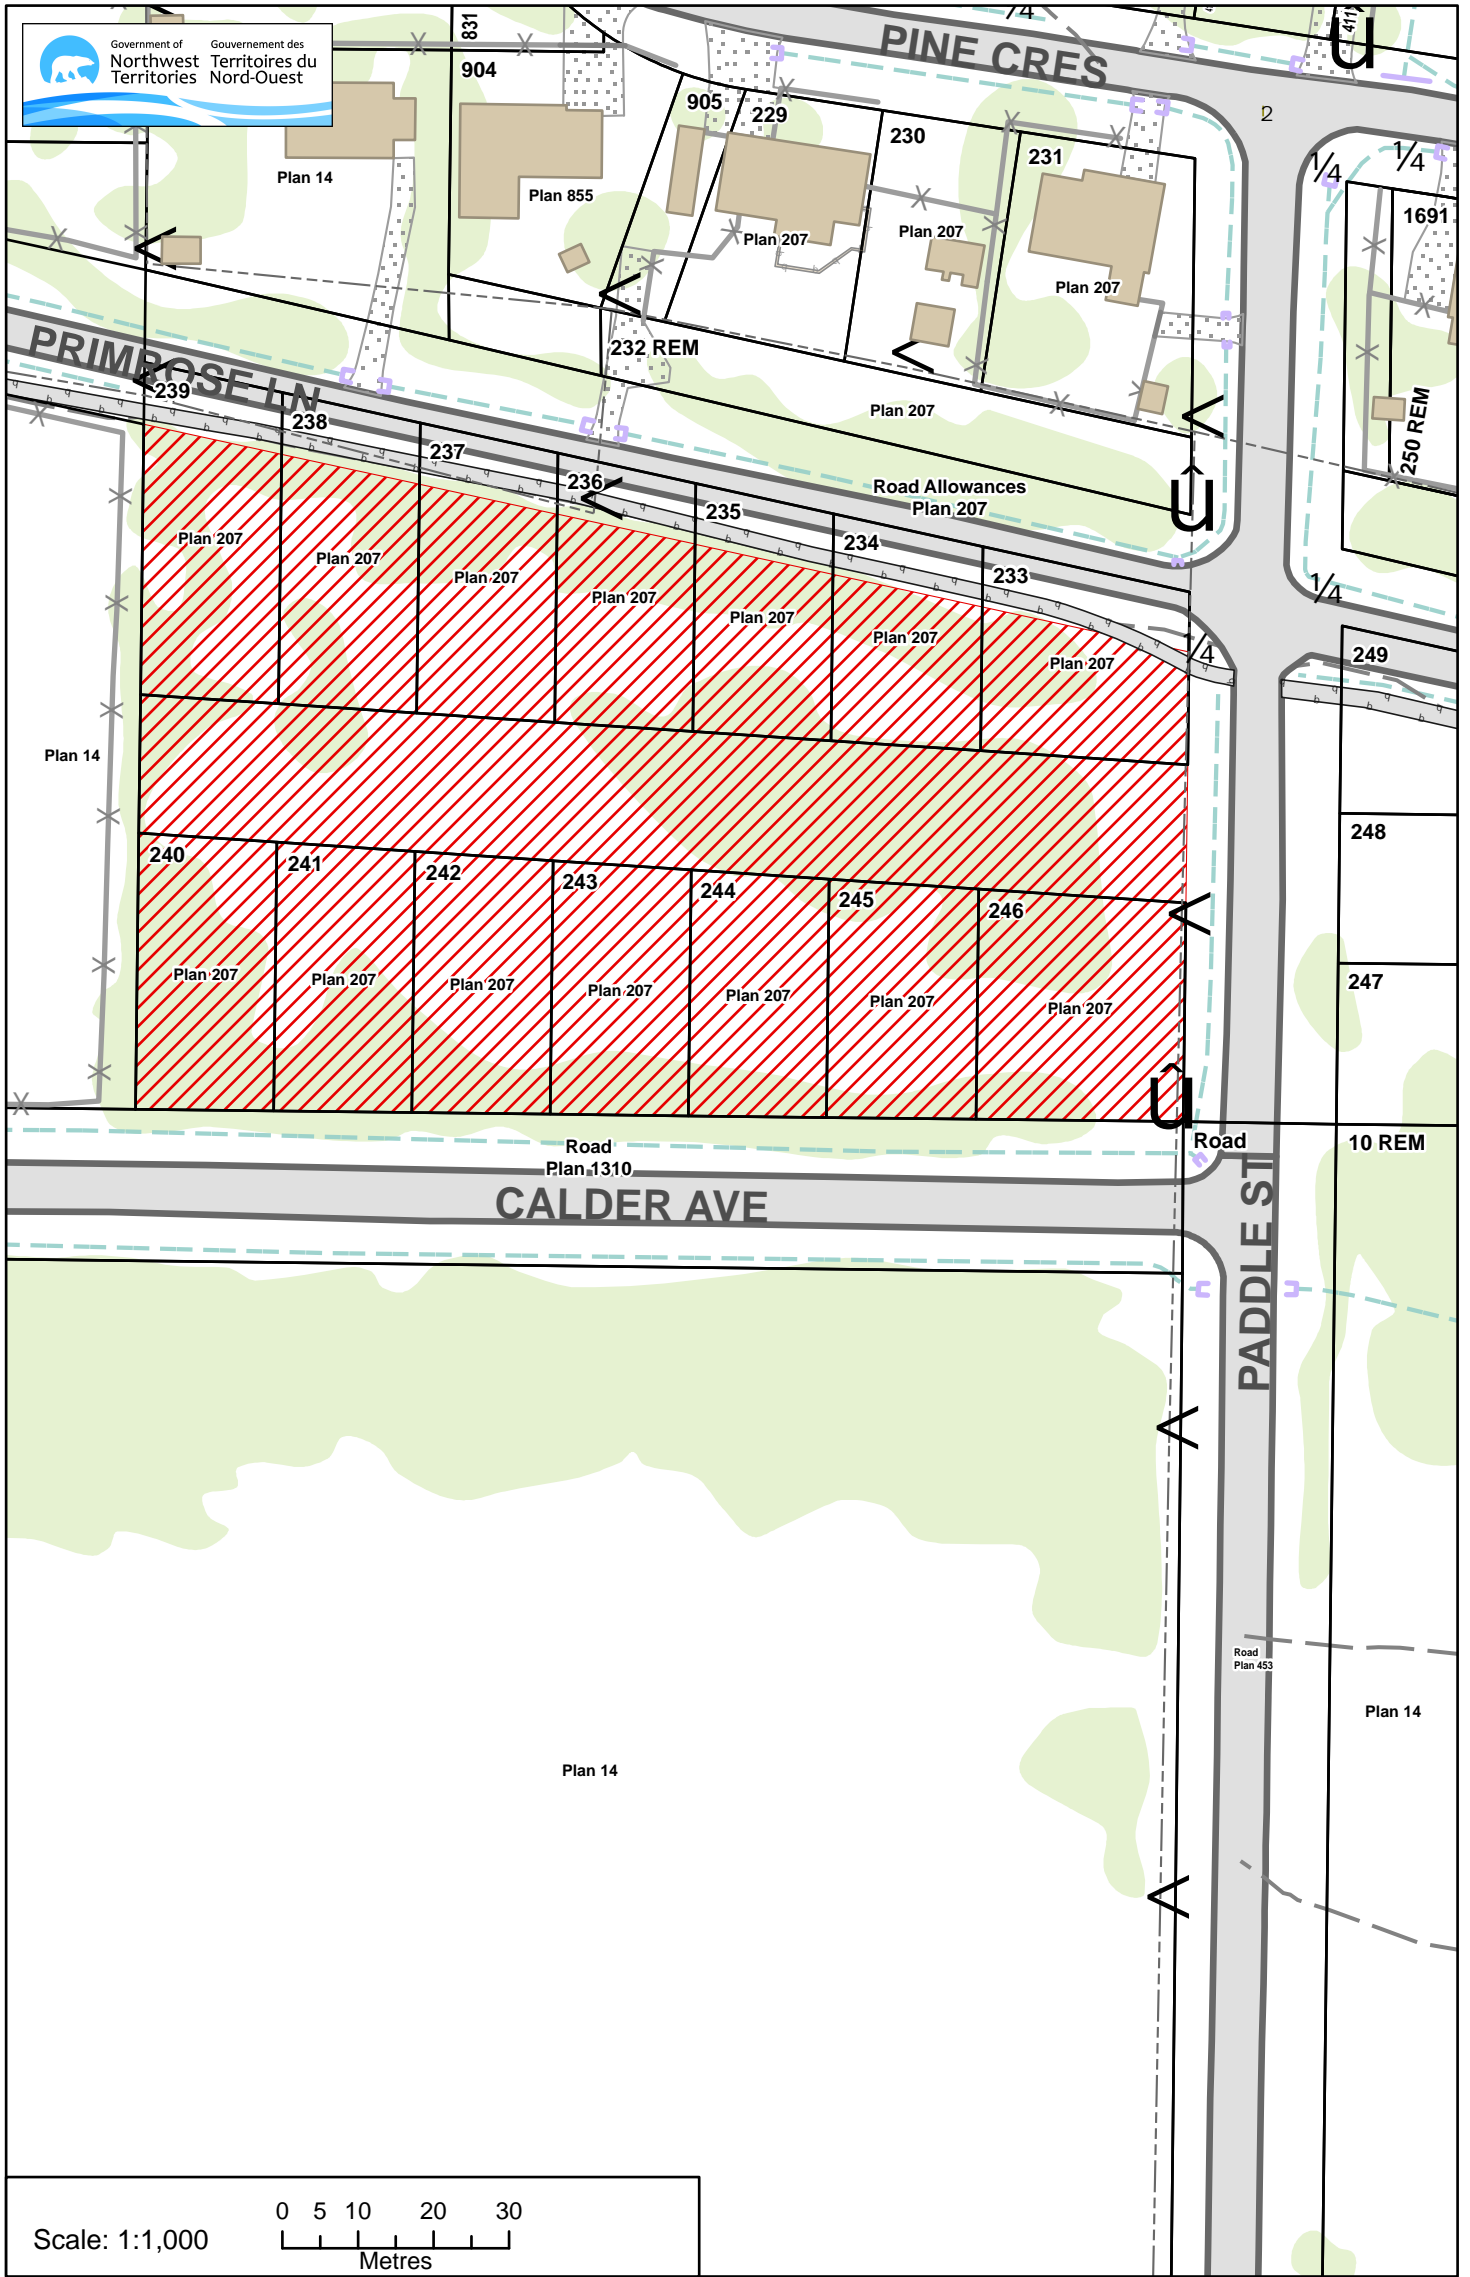 Government of
Northwest
Territories
Gouvernement des
Territoires du
Nord-Ouest
831
904
905
229
230
231
PINE CRES
411
2
1/4
1/4
1/4
1691
Plan 14
Plan 855
Plan 207
Plan 207
Plan 207
232 REM
Plan 207
250 REM
PRIMROSE LN
239
238
237
236
235
234
233
Road Allowances
Plan 207
û
û
Plan 207
Plan 207
Plan 207
Plan 207
Plan 207
Plan 207
Plan 207
1/4
1/4
249
Plan 14
248
240
241
242
243
244
245
246
247
Plan 207
Plan 207
Plan 207
Plan 207
Plan 207
Plan 207
Plan 207
û
Road
Plan 1310
Road
10 REM
CALDER AVE
PADDLE ST
Road
Plan 453
Plan 14
Plan 14
Scale: 1:1,000
0 5 10 20 30
Metres